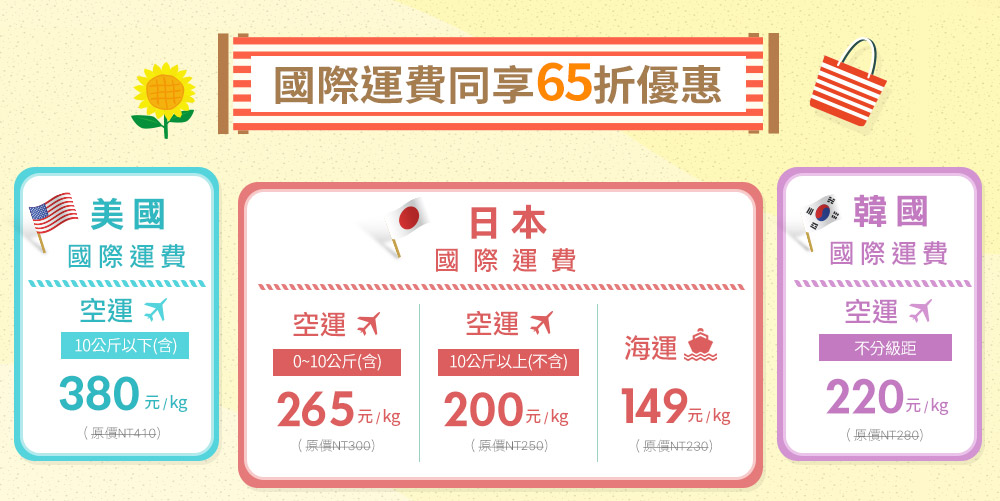 國際運費同享65折優惠
美國
國際運費
空運
10公斤以下(含)
380元/kg
(原價NT410)
日本
國際運費
空運
0~10公斤(含)
265元/kg
(原價NT300)
空運
10公斤以上(不含)
200元/kg
(原價NT250)
海運
149元/kg
(原價NT230)
韓國
國際運費
空運
不分級距
220元/kg
(原價NT280)